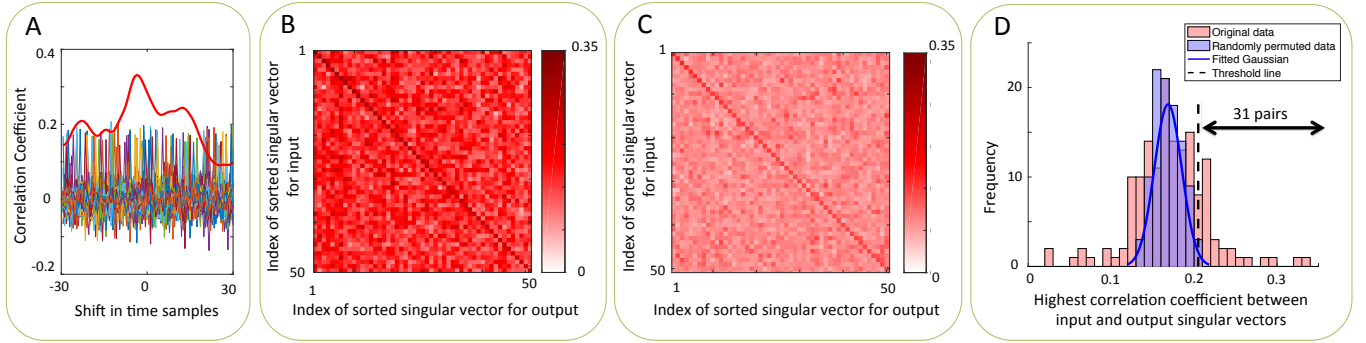 A
0.4
0.2
0
-0.2
-30
0
30
Correlation Coefficient
Shift in time samples
B
1
50
1
50
0.35
0
Index of sorted singular vector
for input
Index of sorted singular vector for output
C
1
50
1
50
0.35
0
Index of sorted singular vector
for input
Index of sorted singular vector for output
D
Original data
Randomly permuted data
Fitted Gaussian
Threshold line
31 pairs
20
10
0
0
0.1
0.2
0.3
Frequency
Highest correlation coefficient between
input and output singular vectors